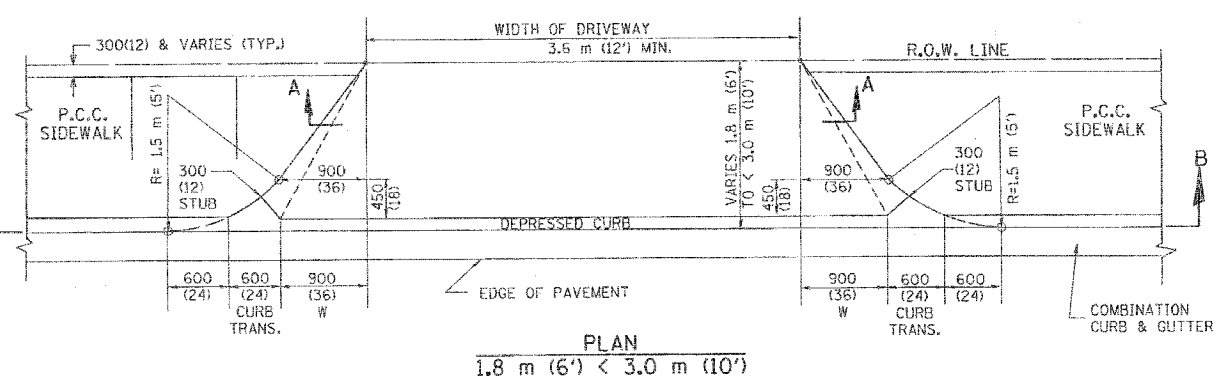 WIDTH OF DRIVEWAY
3.6 m (12') MIN.
300(12) & VARIES (TYP.)
R.O.W. LINE
A
A
P.C.C.
SIDEWALK
P.C.C.
SIDEWALK
R= 1.5 m (5')
300
(12)
STUB
900
(36)
450
(18)
VARIES 1.8 m (6')
TO < 3.0 m (10')
450
(18)
900
(36)
300
(12)
STUB
R=1.5 m (5')
B
DEPRESSED CURB
600
(24)
600
(24)
CURB
TRANS.
900
(36)
W
EDGE OF PAVEMENT
900
(36)
W
600
(24)
CURB
TRANS.
600
(24)
COMBINATION
CURB & GUTTER
PLAN
1.8 m (6') < 3.0 m (10')